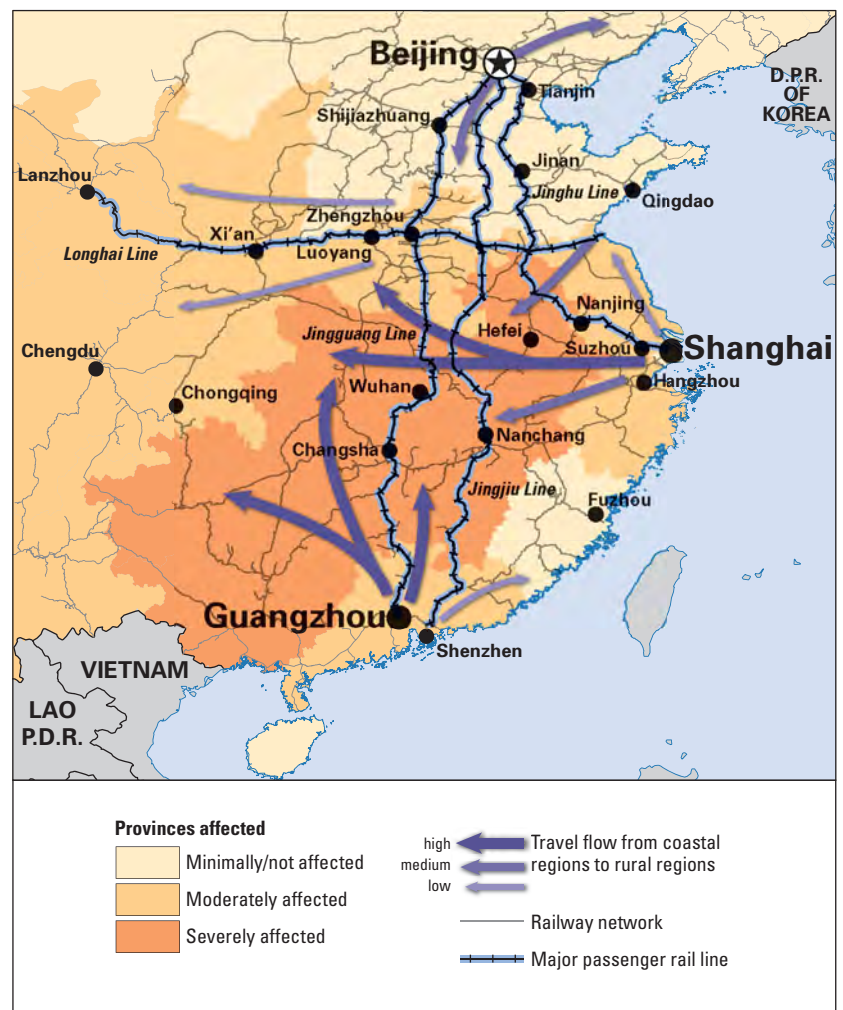 Beijing
D.P.R.
OF
KOREA
Tianjin
Shijiazhuang
Jinan
Lanzhou
Jinghu Line
Qingdao
Zhengzhou
Xi'an
Longhai Line
Luoyang
Nanjing
Jingguang Line
Hefei
Suzhou
Shanghai
Chengdu
Hangzhou
Chongqing
Wuhan
Nanchang
Changsha
Jingjiu Line
Fuzhou
Guangzhou
Shenzhen
VIETNAM
LAO
P.D.R.
Provinces affected
Minimally/not affected
Moderately affected
Severely affected
high
medium
low
Travel flow from coastal
regions to rural regions
Railway network
Major passenger rail line